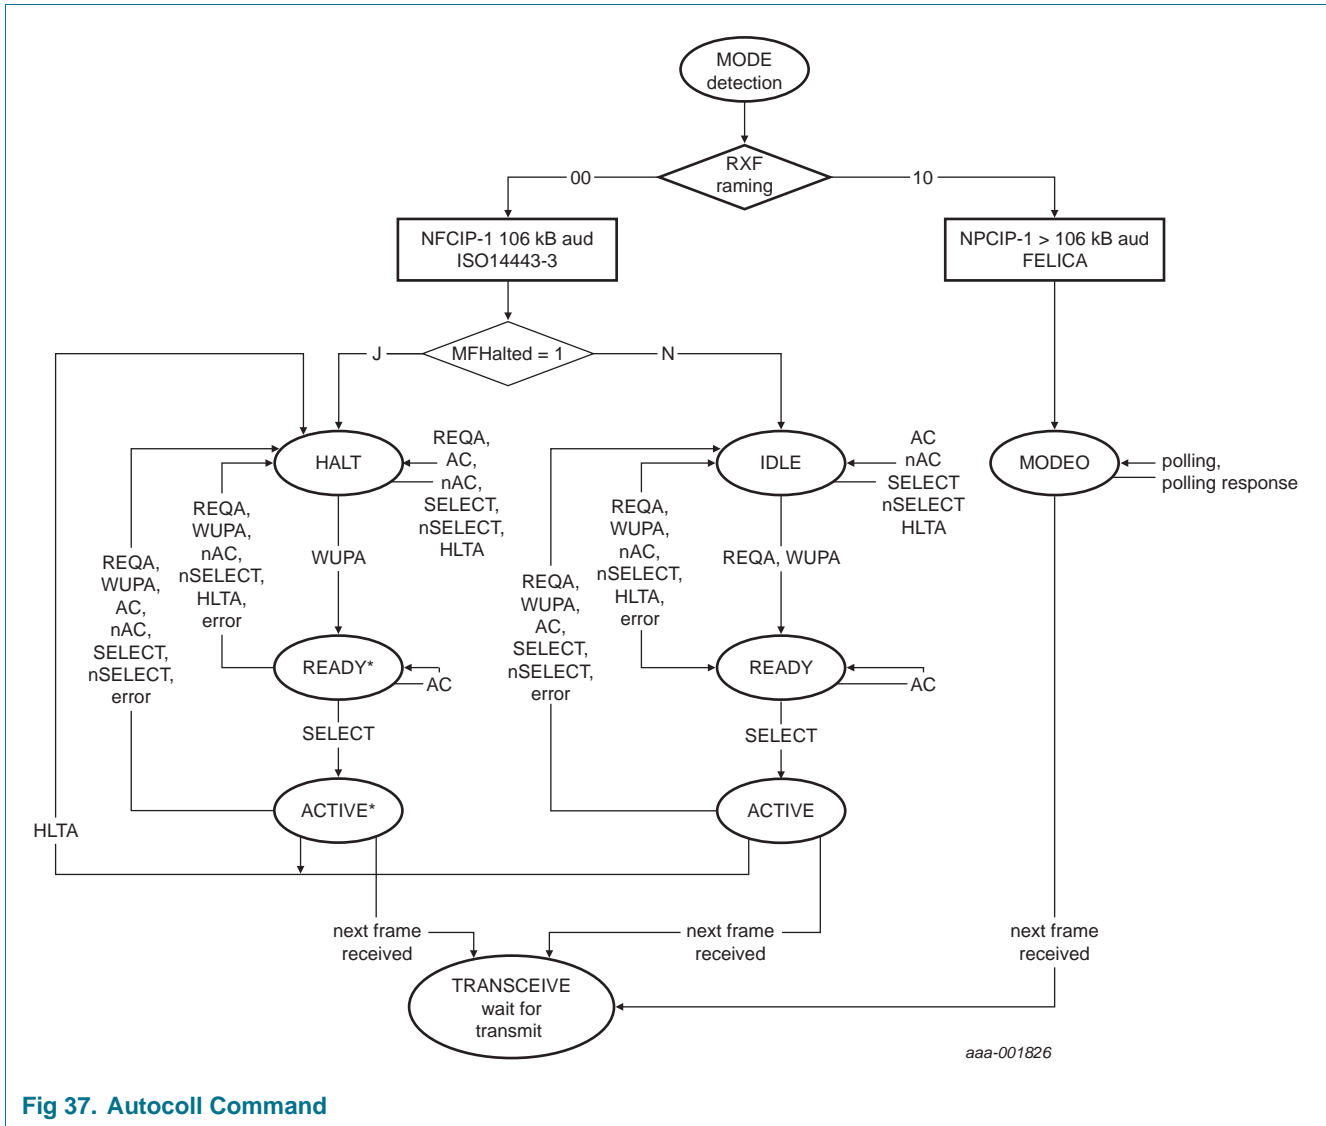 MODE
detection
RXF
raming
00
10
NFCIP-1 106 kB aud
ISO14443-3
NPCIP-1 > 106 kB aud
FELICA
J
MFHalted = 1
N
HALT
REQA,
AC,
nAC,
SELECT,
nSELECT,
HLTA
IDLE
AC
nAC
SELECT
nSELECT
HLTA
MODEO
polling,
polling response
REQA,
WUPA,
AC,
nAC,
SELECT,
nSELECT,
error
REQA,
WUPA,
nAC,
nSELECT,
HLTA,
error
WUPA
REQA,
WUPA,
AC,
SELECT,
nSELECT,
error
REQA,
WUPA,
nAC,
nSELECT,
HLTA,
error
REQA, WUPA
READY*
AC
READY
AC
SELECT
SELECT
ACTIVE*
ACTIVE
HLTA
next frame
received
next frame
received
next frame
received
TRANSCEIVE
wait for
transmit
aaa-001826
Fig 37. Autocoll Command